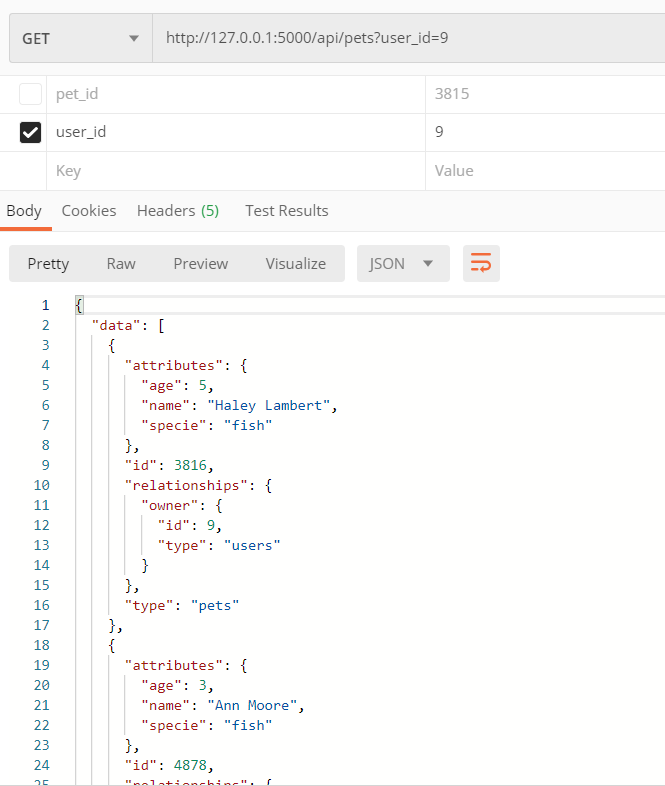 GET http://127.0.0.1:5000/api/pets?user_id=9
pet_id 3815
user_id 9
Key Value
Body Cookies Headers (5) Test Results
Pretty Raw Preview Visualize JSON
1 {
2 "data": [
3 {
4 "attributes": {
5 "age": 5,
6 "name": "Haley Lambert",
7 "specie": "fish"
8 },
9 "id": 3816,
10 "relationships": {
11 "owner": {
12 "id": 9,
13 "type": "users"
14 }
15 },
16 "type": "pets"
17 },
18 {
19 "attributes": {
20 "age": 3,
21 "name": "Ann Moore",
22 "specie": "fish"
23 },
24 "id": 4878,
25 "relationships": {